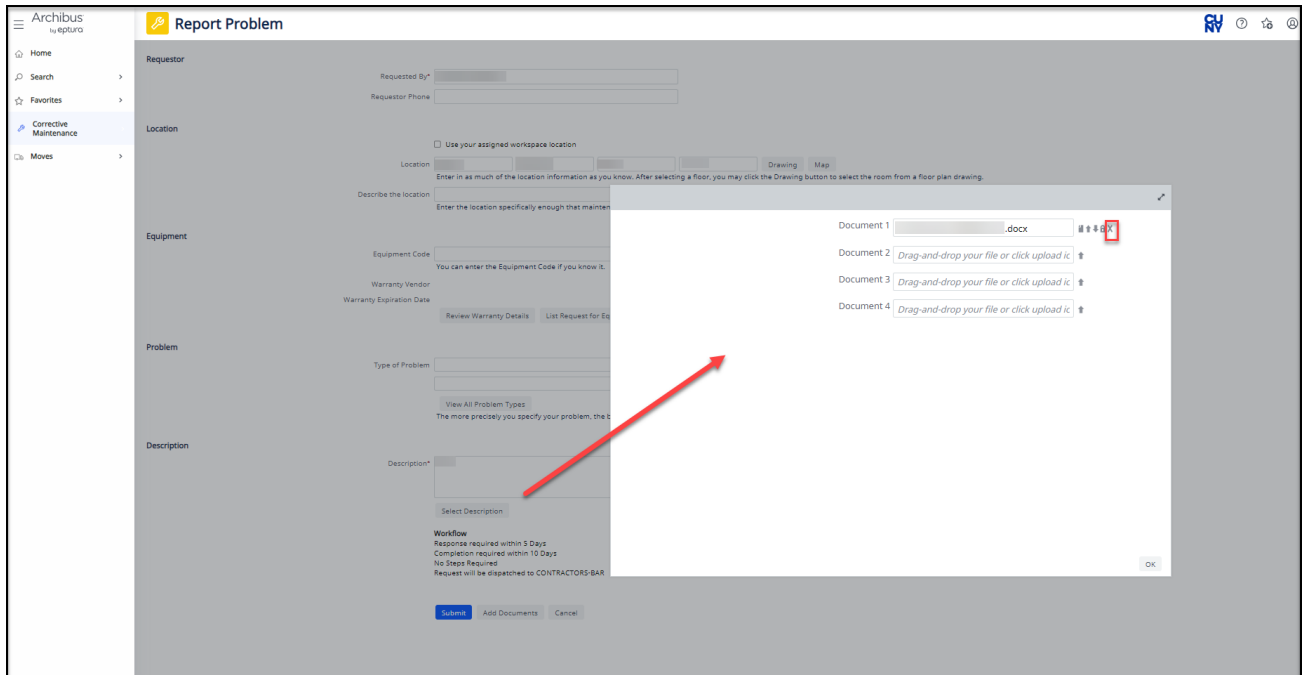 Archibus
by eptura
Report Problem
CU
NY
Home
Search
Favorites
Corrective
Maintenance
Moves
Requestor
Requested By*
Requestor Phone
Location
Use your assigned workspace location
Location
Drawing Map
Enter in as much of the location information as you know. After selecting a floor, you may click the Drawing button to select the room from a floor plan drawing.
Describe the location
Enter the location specifically enough that mainten
Document 1 .docx X
Document 2 Drag-and-drop your file or click upload ic
Document 3 Drag-and-drop your file or click upload ic
Document 4 Drag-and-drop your file or click upload ic
OK
Equipment
Equipment Code
You can enter the Equipment Code if you know it.
Warranty Vendor
Warranty Expiration Date
Review Warranty Details List Request for Eq
Problem
Type of Problem
View All Problem Types
The more precisely you specify your problem, the b
Description
Description*
Select Description
Workflow
Response required within 5 Days
Completion required within 10 Days
No Steps Required
Request will be dispatched to CONTRACTORS-BAR
Submit Add Documents Cancel